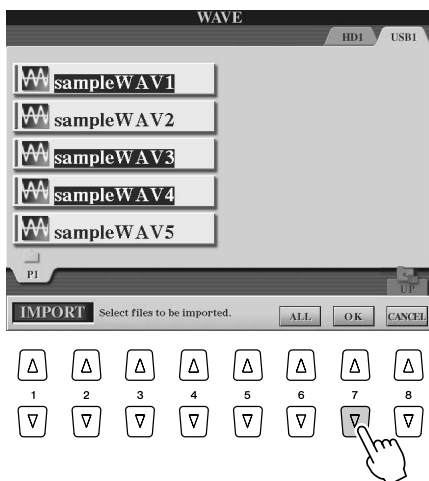 WAVE
HD1 USB1
sampleWAV1
sampleWAV2
sampleWAV3
sampleWAV4
sampleWAV5
P1
UP
IMPORT Select files to be imported. ALL OK CANCEL
1 2 3 4 5 6 7 8